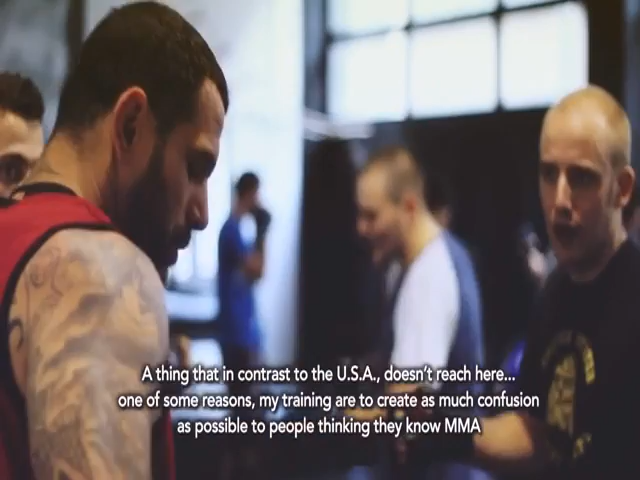 A thing that in contrast to the U.S.A., doesn't reach here...
one of some reasons, my training are to create as much confusion
as possible to people thinking they know MMA